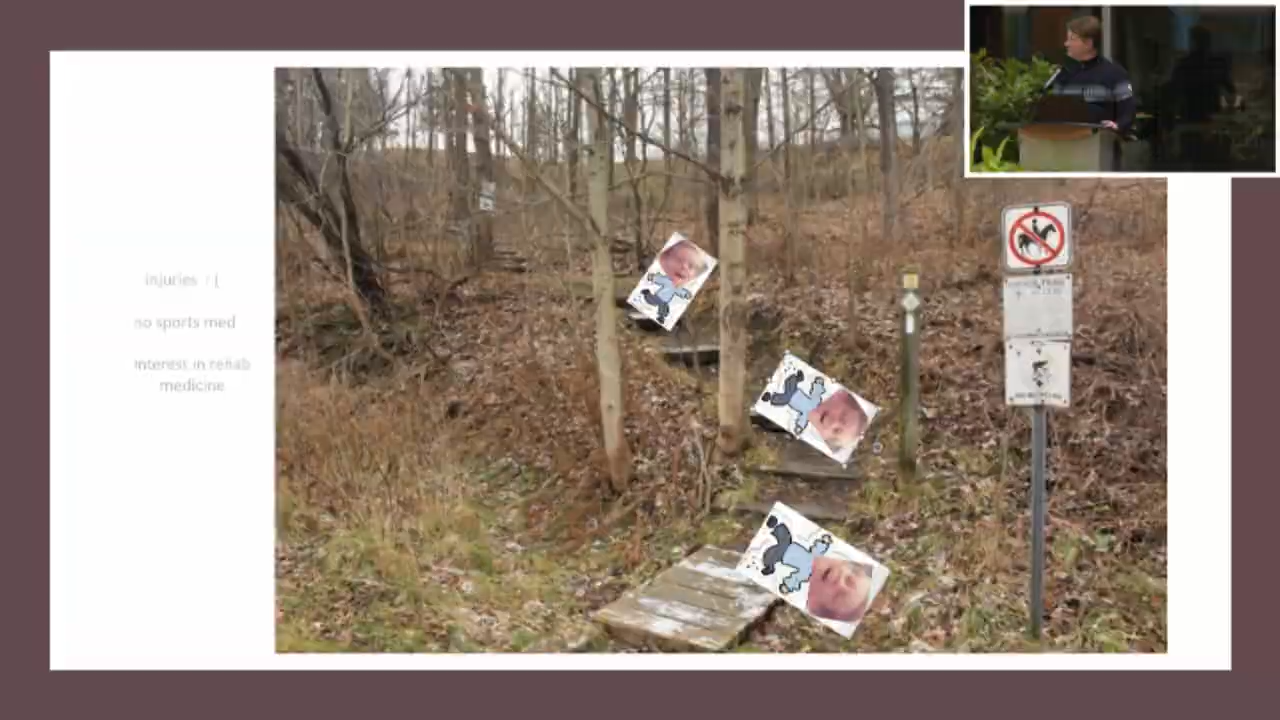 injuries : (
no sports med
interest in rehab
medicine